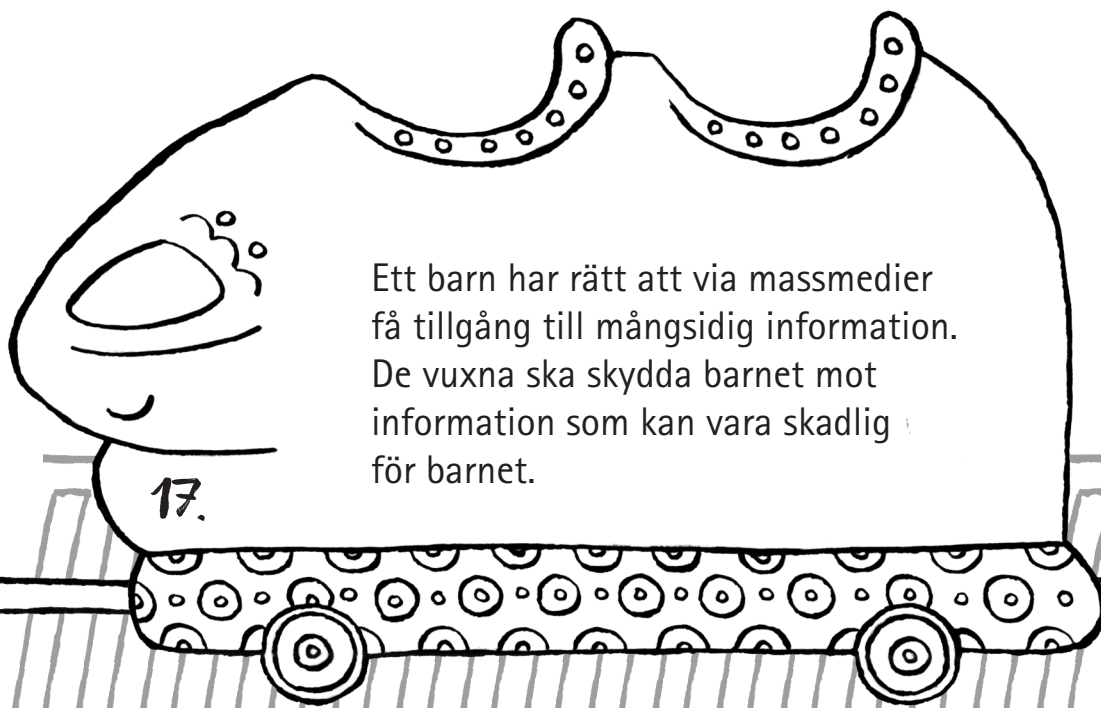 Ett barn har rätt att via massmedier
få tillgång till mångsidig information.
De vuxna ska skydda barnet mot
information som kan vara skadlig
för barnet.
17.